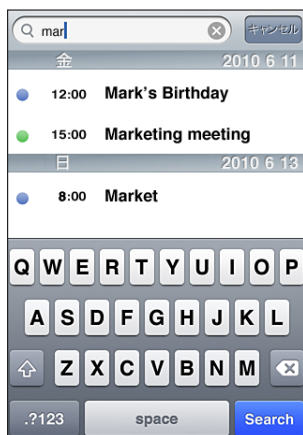 mar キャンセル
金 2010 6 11
12:00 Mark's Birthday
15:00 Marketing meeting
日 2010 6 13
8:00 Market
Q W E R T Y U I O P
A S D F G H J K L
Z X C V B N M
.?123 space Search